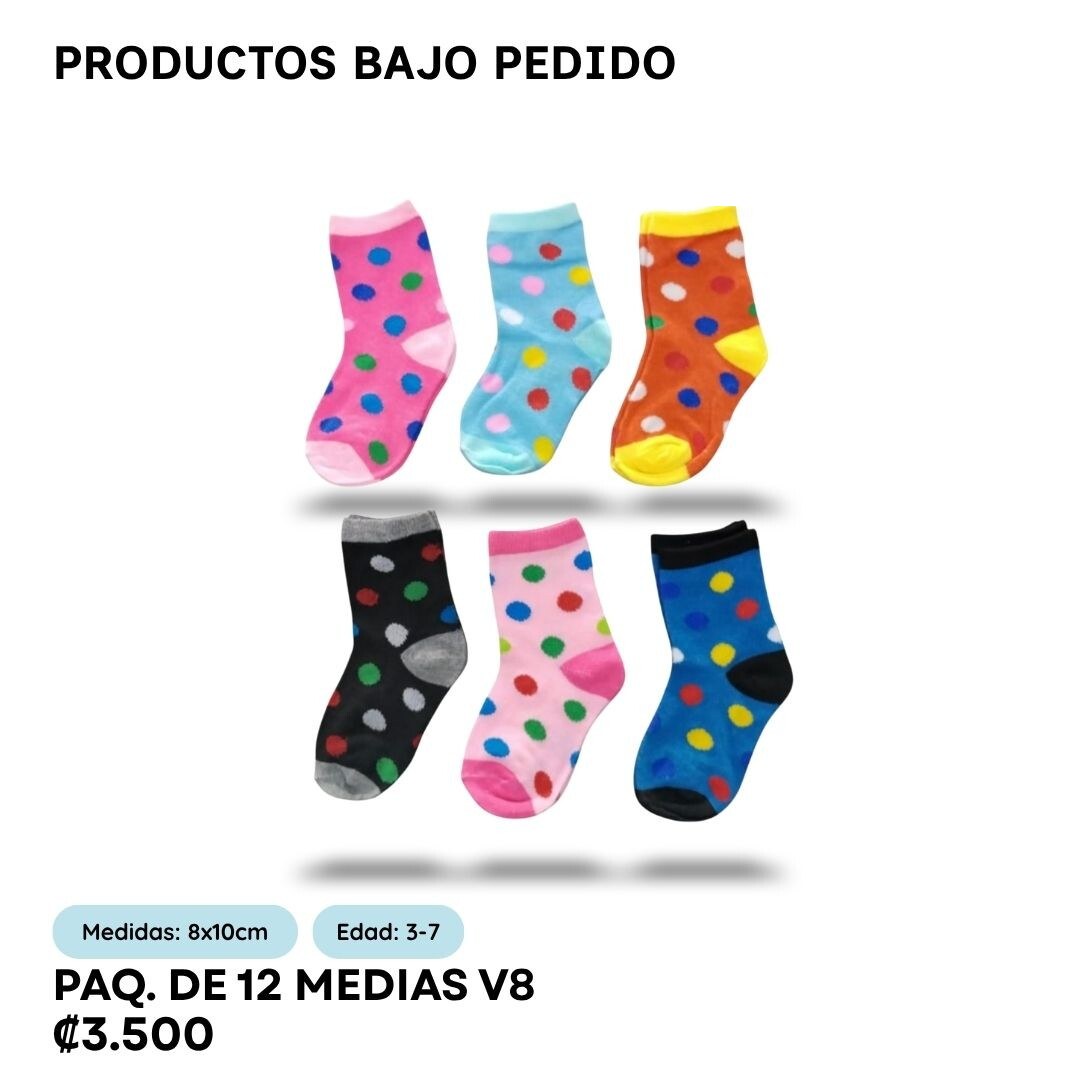 PRODUCTOS BAJO PEDIDO
Medidas: 8x10cm
Edad: 3-7
PAQ. DE 12 MEDIAS V8
₡3.500